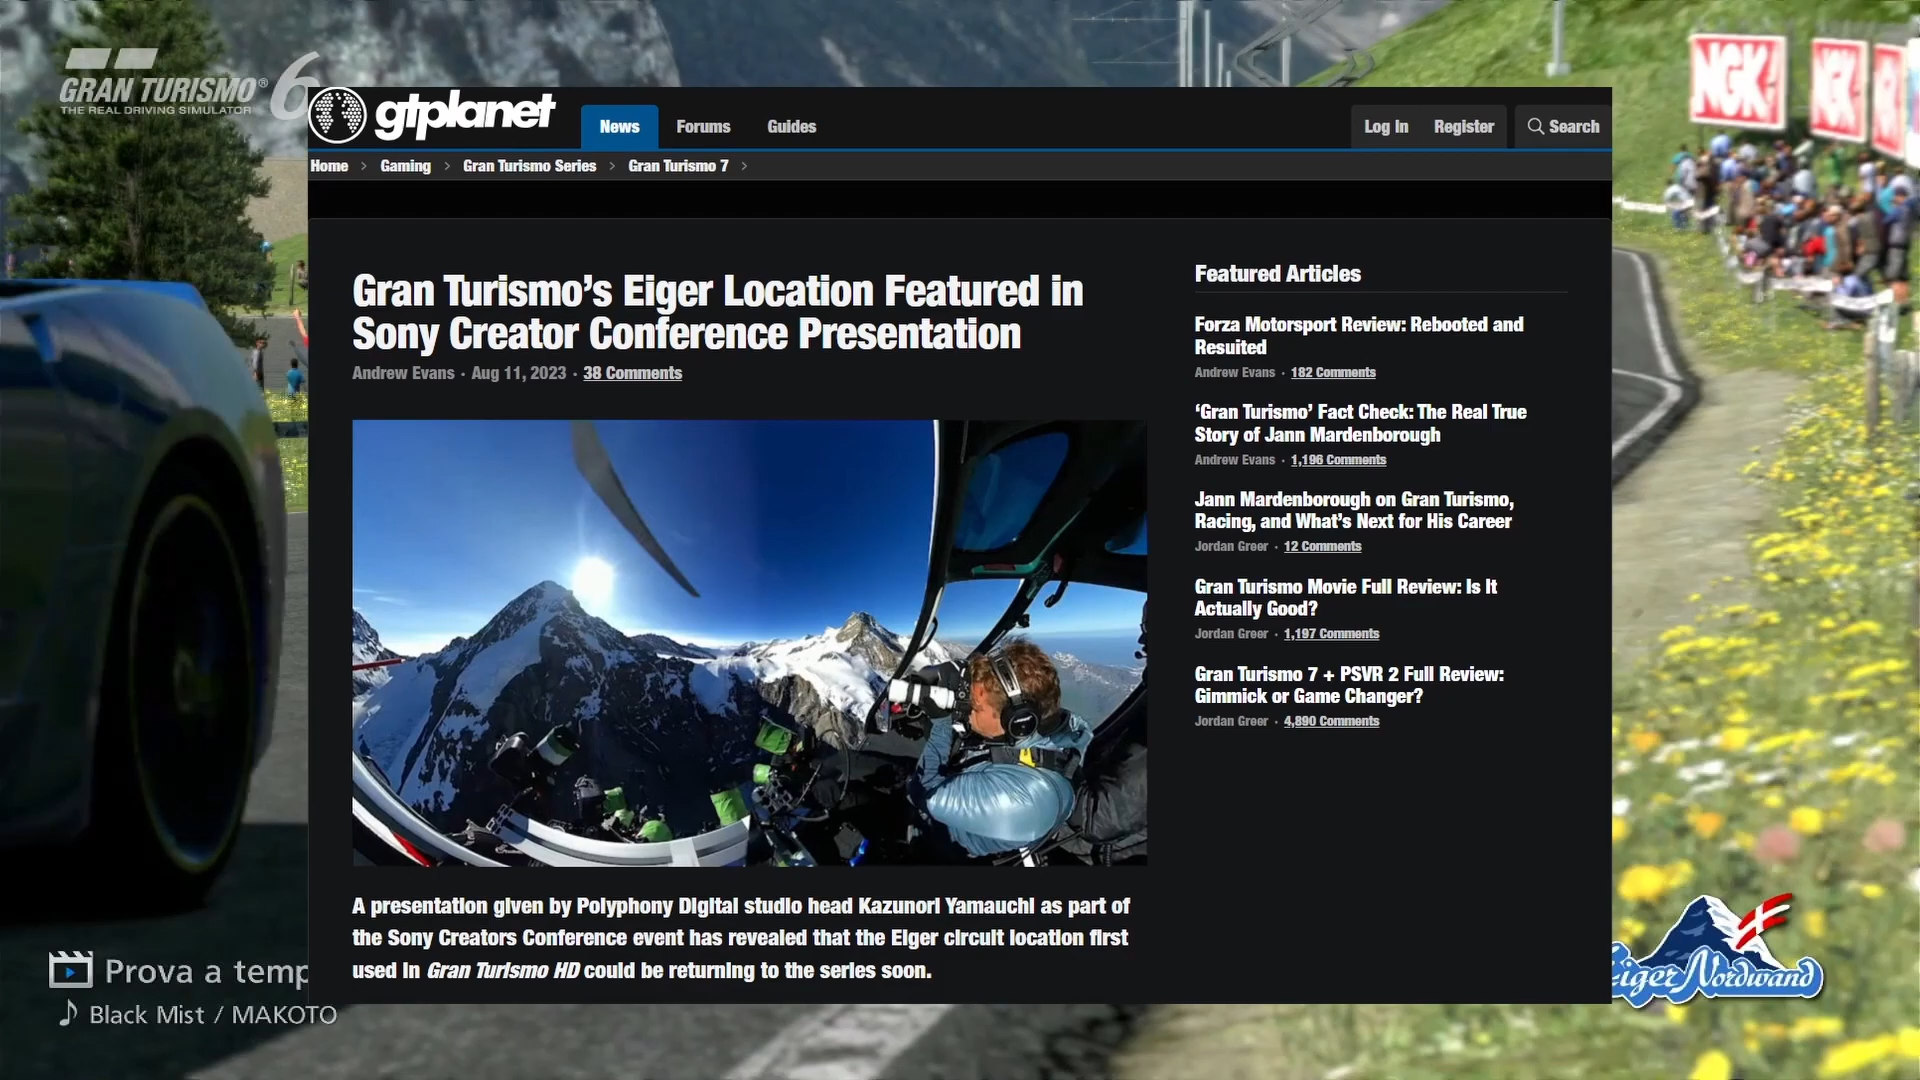 GRAN TURISMO® 6
THE REAL DRIVING SIMULATOR
NGK
NGK
gtplanet
News
Forums
Guides
Log In
Register
Search
Home > Gaming > Gran Turismo Series > Gran Turismo 7 >
Gran Turismo's Eiger Location Featured in
Sony Creator Conference Presentation
Andrew Evans · Aug 11, 2023 · 38 Comments
A presentation given by Polyphony Digital studio head Kazunori Yamauchi as part of
the Sony Creators Conference event has revealed that the Eiger circuit location first
used in Gran Turismo HD could be returning to the series soon.
Featured Articles
Forza Motorsport Review: Rebooted and
Resuited
Andrew Evans · 182 Comments
‘Gran Turismo’ Fact Check: The Real True
Story of Jann Mardenborough
Andrew Evans · 1,196 Comments
Jann Mardenborough on Gran Turismo,
Racing, and What's Next for His Career
Jordan Greer · 12 Comments
Gran Turismo Movie Full Review: Is It
Actually Good?
Jordan Greer · 1,197 Comments
Gran Turismo 7 + PSVR 2 Full Review:
Gimmick or Game Changer?
Jordan Greer · 4,890 Comments
Prova a temp
Black Mist / MAKOTO
Eiger Nordwand